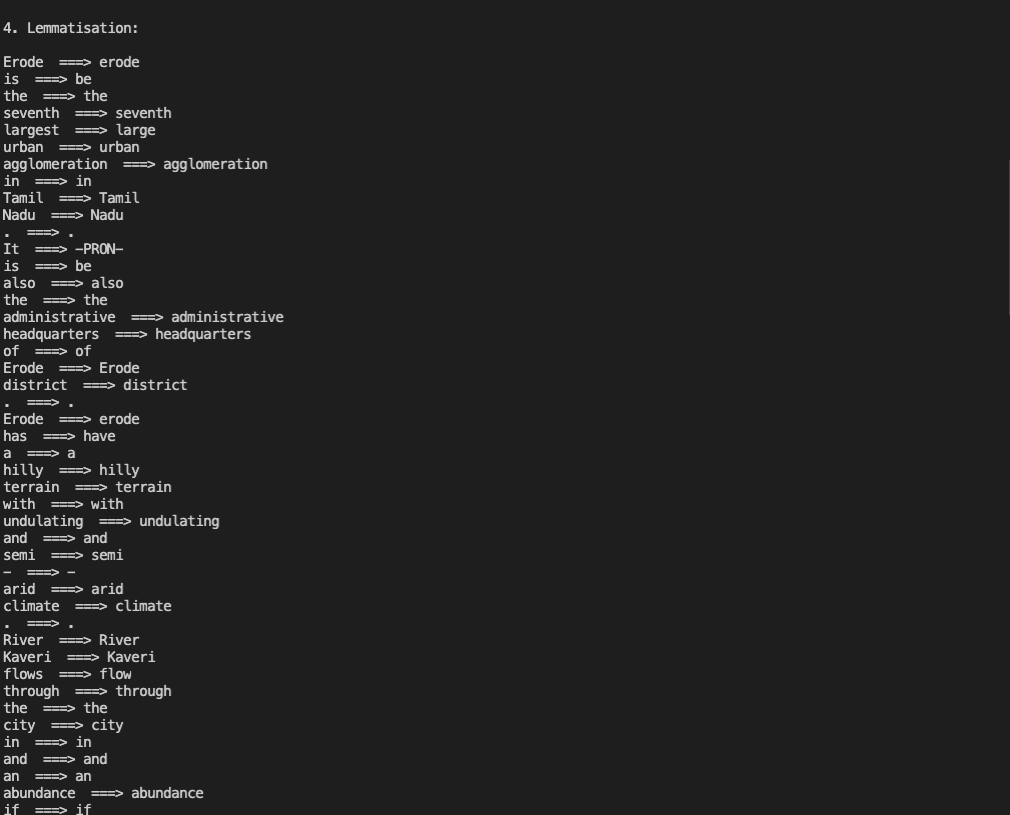 4. Lemmatisation:
Erode ===> erode
is ===> be
the ===> the
seventh ===> seventh
largest ===> large
urban ===> urban
agglomeration ===> agglomeration
in ===> in
Tamil ===> Tamil
Nadu ===> Nadu
. ===> .
It ===> -PRON-
is ===> be
also ===> also
the ===> the
administrative ===> administrative
headquarters ===> headquarters
of ===> of
Erode ===> Erode
district ===> district
. ===> .
Erode ===> erode
has ===> have
a ===> a
hilly ===> hilly
terrain ===> terrain
with ===> with
undulating ===> undulating
and ===> and
semi ===> semi
- ===> -
arid ===> arid
climate ===> climate
. ===> .
River ===> River
Kaveri ===> Kaveri
flows ===> flow
through ===> through
the ===> the
city ===> city
in ===> in
and ===> and
an ===> an
abundance ===> abundance
if ===> if